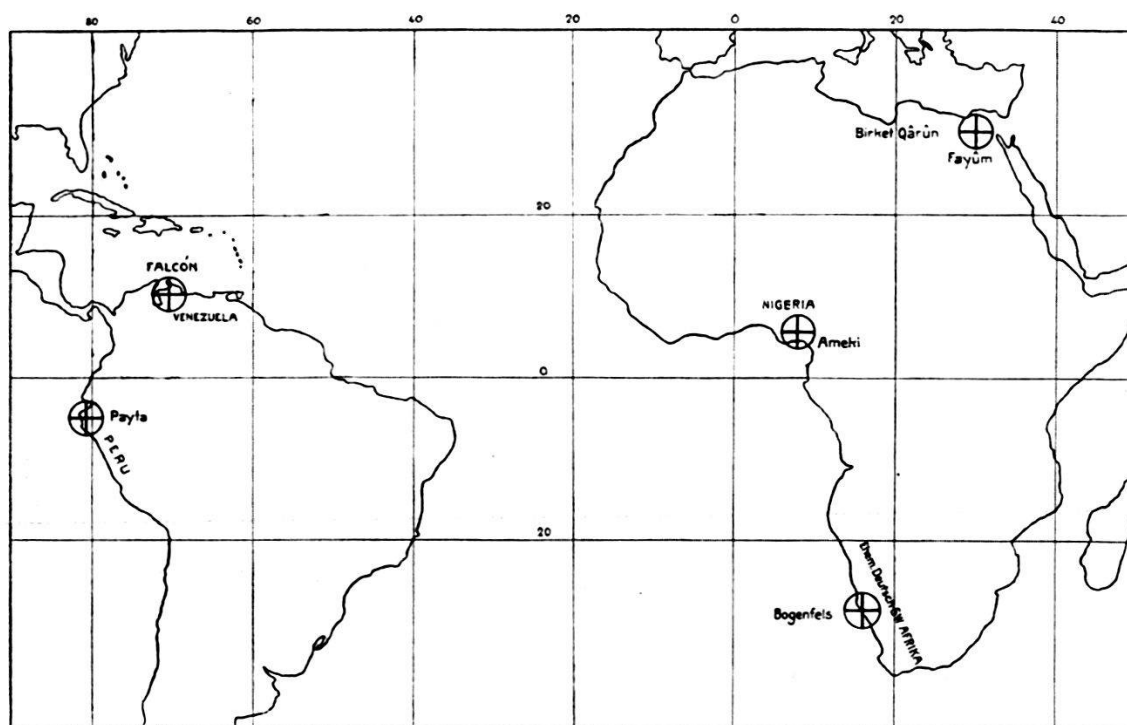 80 60 40 20 0 20 40
Birket Qârûn
Fayûm
20 20
FALCÓN
VENEZUELA
NIGERIA
Ameki
0
Payta
PERU
20
Ehem. Deutsch SW AFRIKA
Bogenfels